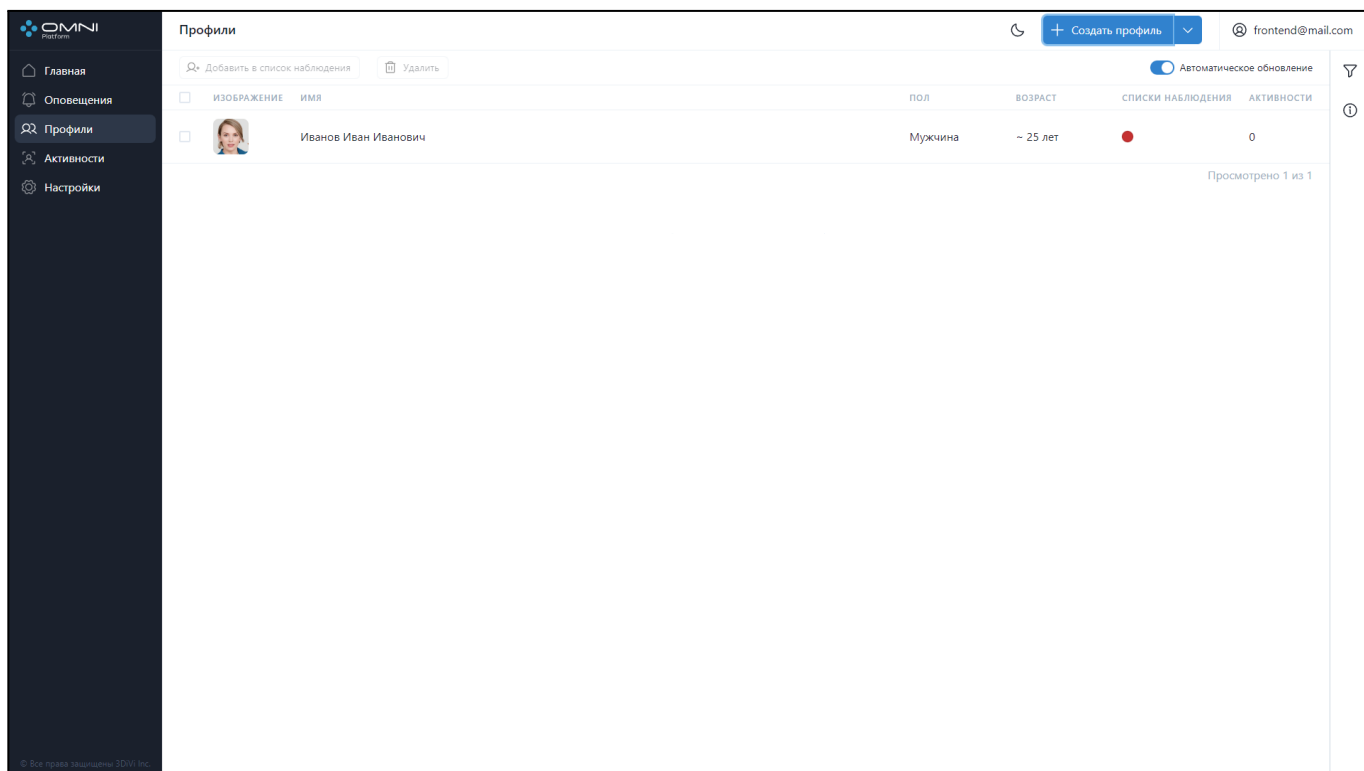 OMNI
Platform
Профили
Создать профиль
frontend@mail.com
Главная
Оповещения
Профили
Активности
Настройки
Добавить в список наблюдения
Удалить
Автоматическое обновление
ИЗОБРАЖЕНИЕ ИМЯ ПОЛ ВОЗРАСТ СПИСКИ НАБЛЮДЕНИЯ АКТИВНОСТИ
Иванов Иван Иванович Мужчина ~ 25 лет 0
Просмотрено 1 из 1
© Все права защищены 3DiVi Inc.